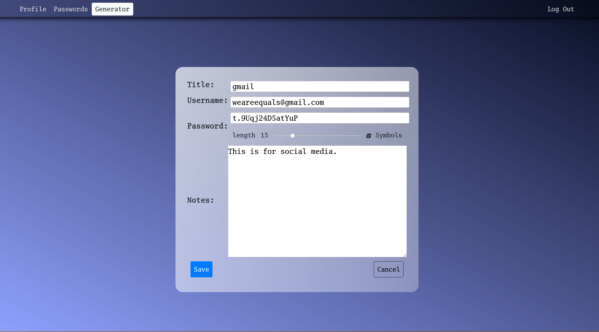 Profile Passwords Generator Log Out
Title: gmail
Username: weareequals@gmail.com
Password: t.9Uqj24D5atYuP
length 15 Symbols
Notes: This is for social media.
Save Cancel